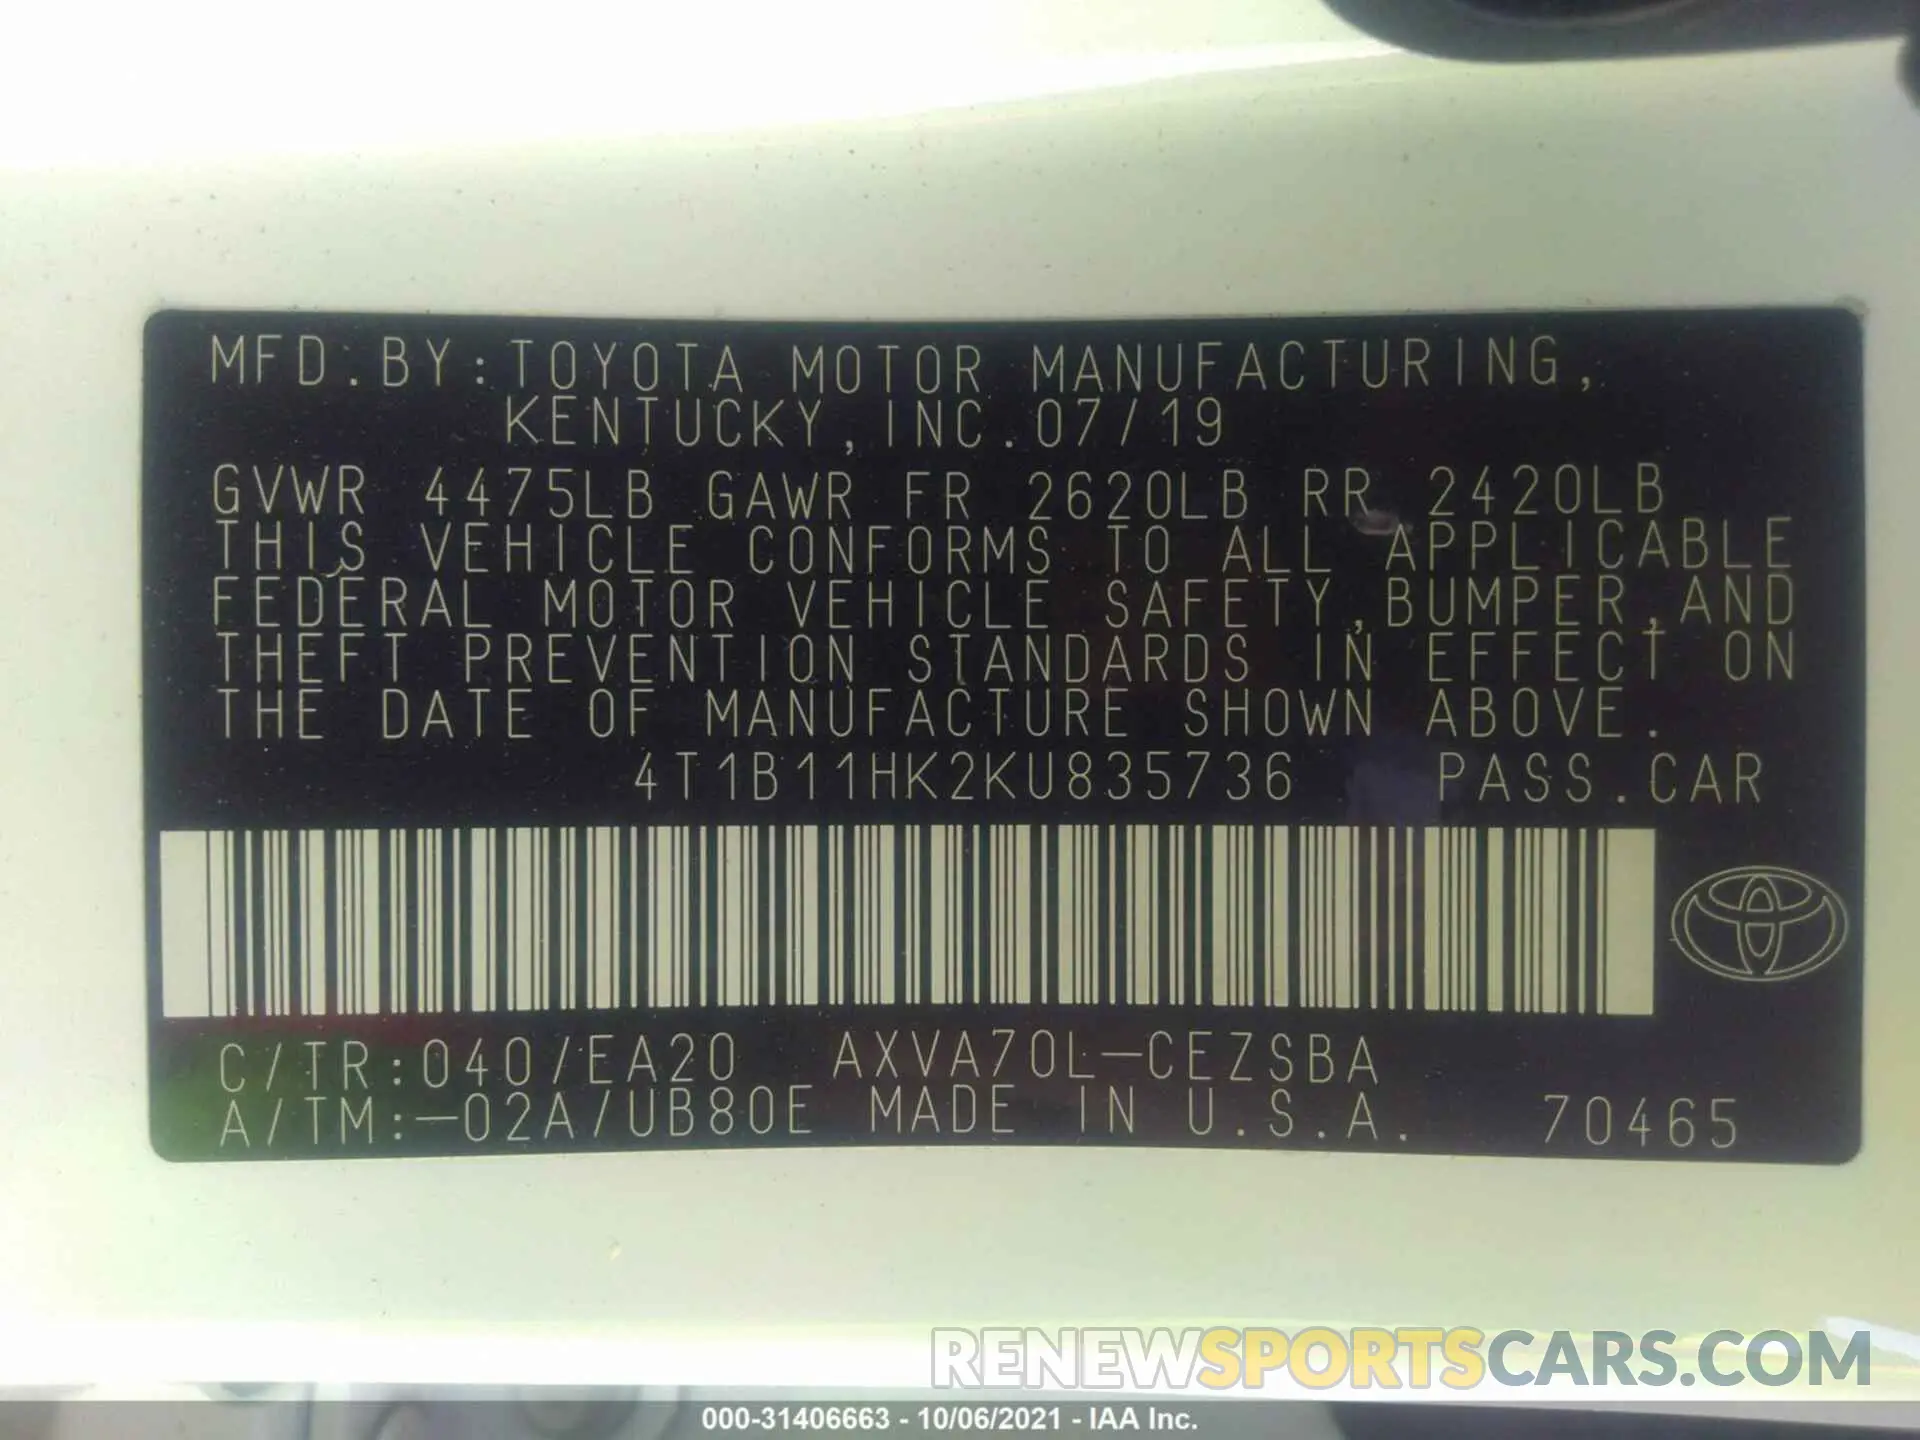 MFD.BY:TOYOTA MOTOR MANUFACTURING,
KENTUCKY,INC.07/19
GVWR 4475LB GAWR FR 2620LB RR 2420LB
THIS VEHICLE CONFORMS TO ALL APPLICABLE
FEDERAL MOTOR VEHICLE SAFETY,BUMPER,AND
THEFT PREVENTION STANDARDS IN EFFECT ON
THE DATE OF MANUFACTURE SHOWN ABOVE.
4T1B11HK2KU835736 PASS.CAR
C/TR:040/EA20 AXVA70L-CEZSBA
A/TM:-02A/UB80E MADE IN U.S.A. 70465
RENEWSPORTSCARS.COM
000-31406663 - 10/06/2021 - IAA Inc.